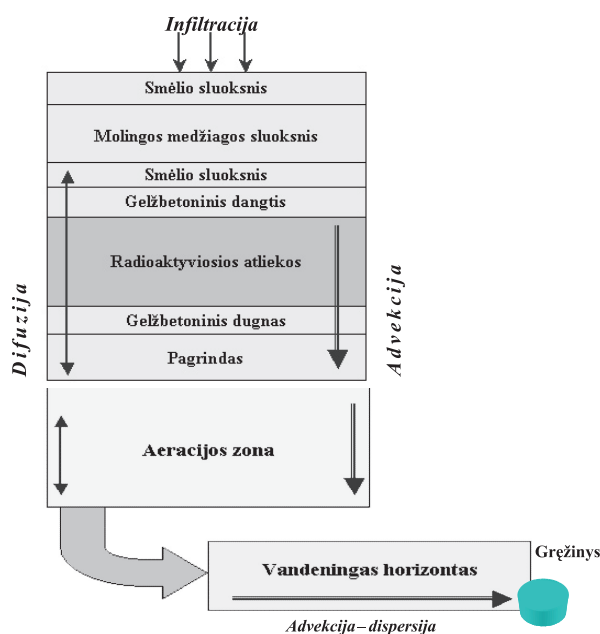 Infiltracija
Smėlio sluoksnis
Molingos medžiagos sluoksnis
Smėlio sluoksnis
Gelžbetoninis dangtis
Radioaktyviosios atliekos
Gelžbetoninis dugnas
Pagrindas
Difuzija
Advekcija
Aeracijos zona
Vandeningas horizontas
Gręžinys
Advekcija – dispersija